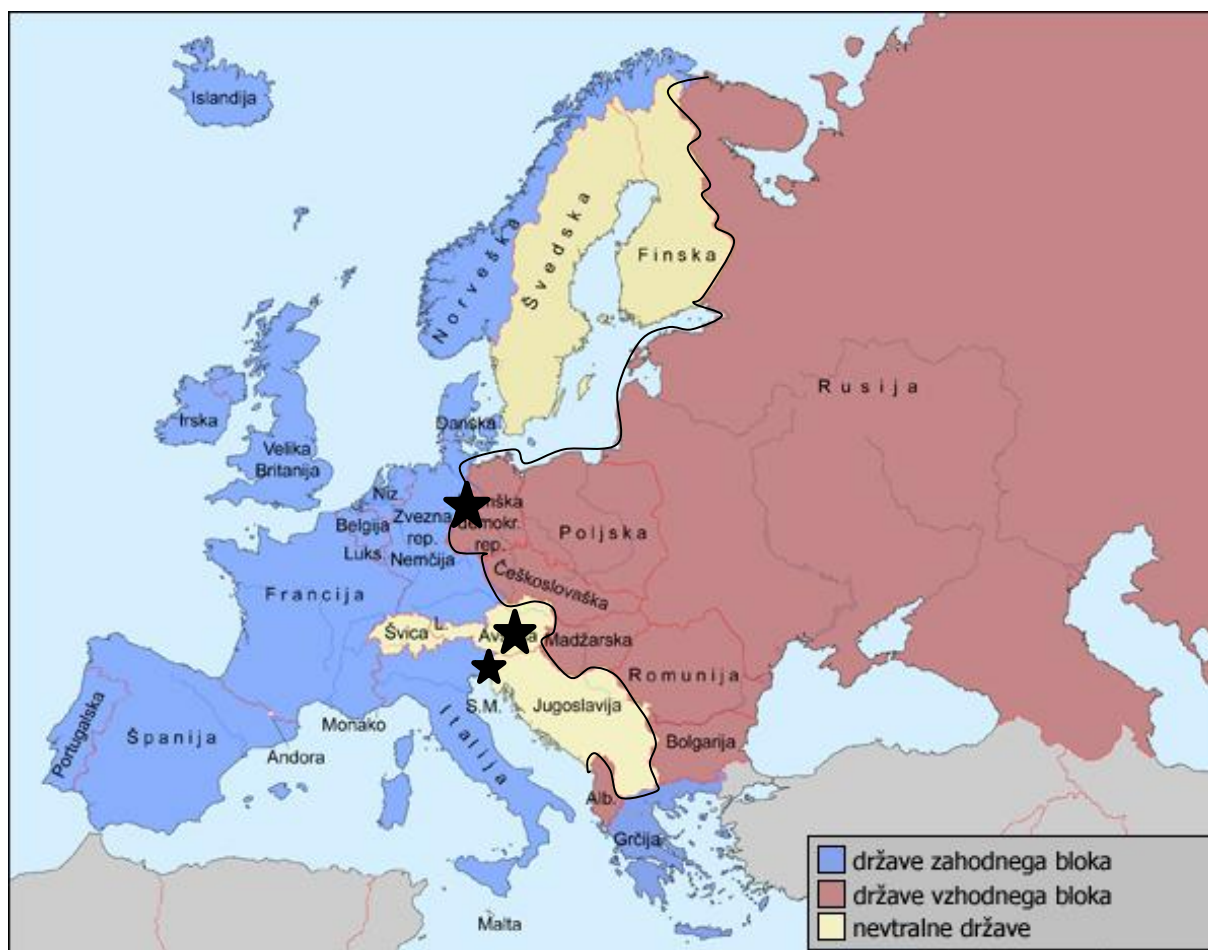 Islandija
Norveška
Švedska
Finska
Rusija
Irska
Velika
Britanija
Danska
Niz.
Belgija
Luks.
Zvezna
rep.
Nemčija
demokr.
rep.
Poljska
Češkoslovaška
Francija
Švica
L.
Madžarska
Romunija
Jugoslavija
S.M.
Bolgarija
Monako
Andora
Portugalska
Španija
Italija
Alb.
Grčija
Malta
države zahodnega bloka
države vzhodnega bloka
nevtralne države